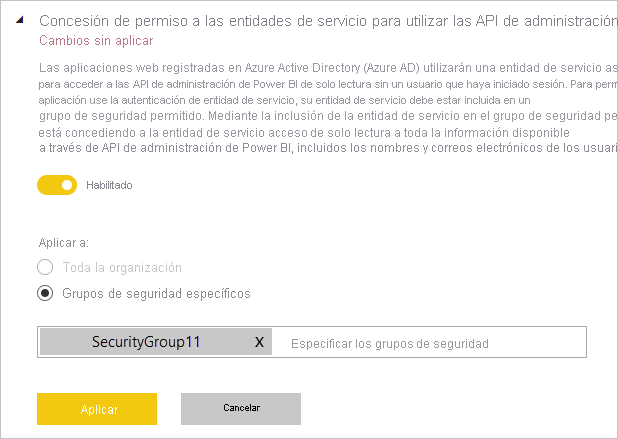 Concesión de permiso a las entidades de servicio para utilizar las API de administración
Cambios sin aplicar
Las aplicaciones web registradas en Azure Active Directory (Azure AD) utilizarán una entidad de servicio as
para acceder a las API de administración de Power BI de solo lectura sin un usuario que haya iniciado sesión. Para perm
aplicación use la autenticación de entidad de servicio, su entidad de servicio debe estar incluida en un
grupo de seguridad permitido. Mediante la inclusión de la entidad de servicio en el grupo de seguridad pe
está concediendo a la entidad de servicio acceso de solo lectura a toda la información disponible
a través de API de administración de Power BI, incluidos los nombres y correos electrónicos de los usuari
Habilitado
Aplicar a:
Toda la organización
Grupos de seguridad específicos
SecurityGroup11 X Especificar los grupos de seguridad
Aplicar Cancelar